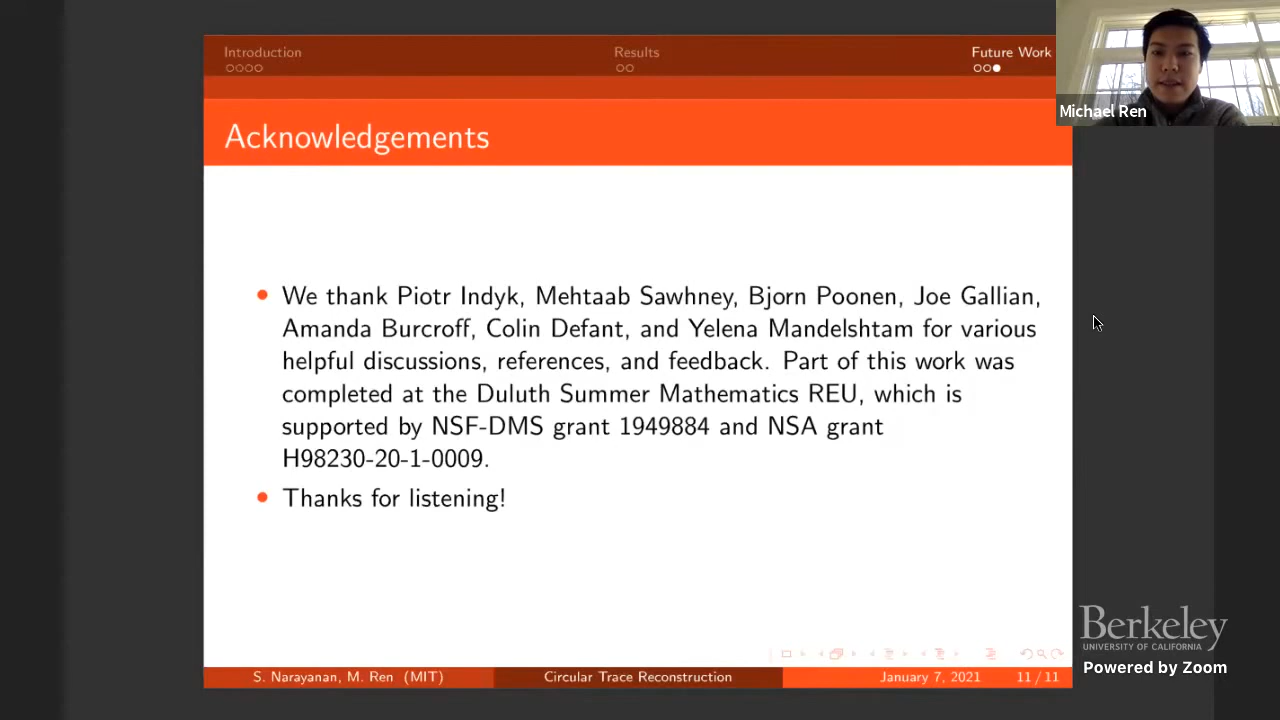 Introduction
Results
Future Work
Michael Ren
Acknowledgements
We thank Piotr Indyk, Mehtaab Sawhney, Bjorn Poonen, Joe Gallian,
Amanda Burcroff, Colin Defant, and Yelena Mandelshtam for various
helpful discussions, references, and feedback. Part of this work was
completed at the Duluth Summer Mathematics REU, which is
supported by NSF-DMS grant 1949884 and NSA grant
H98230-20-1-0009.
Thanks for listening!
Berkeley
UNIVERSITY OF CALIFORNIA
Powered by Zoom
S. Narayanan, M. Ren (MIT)
Circular Trace Reconstruction
January 7, 2021
11 / 11